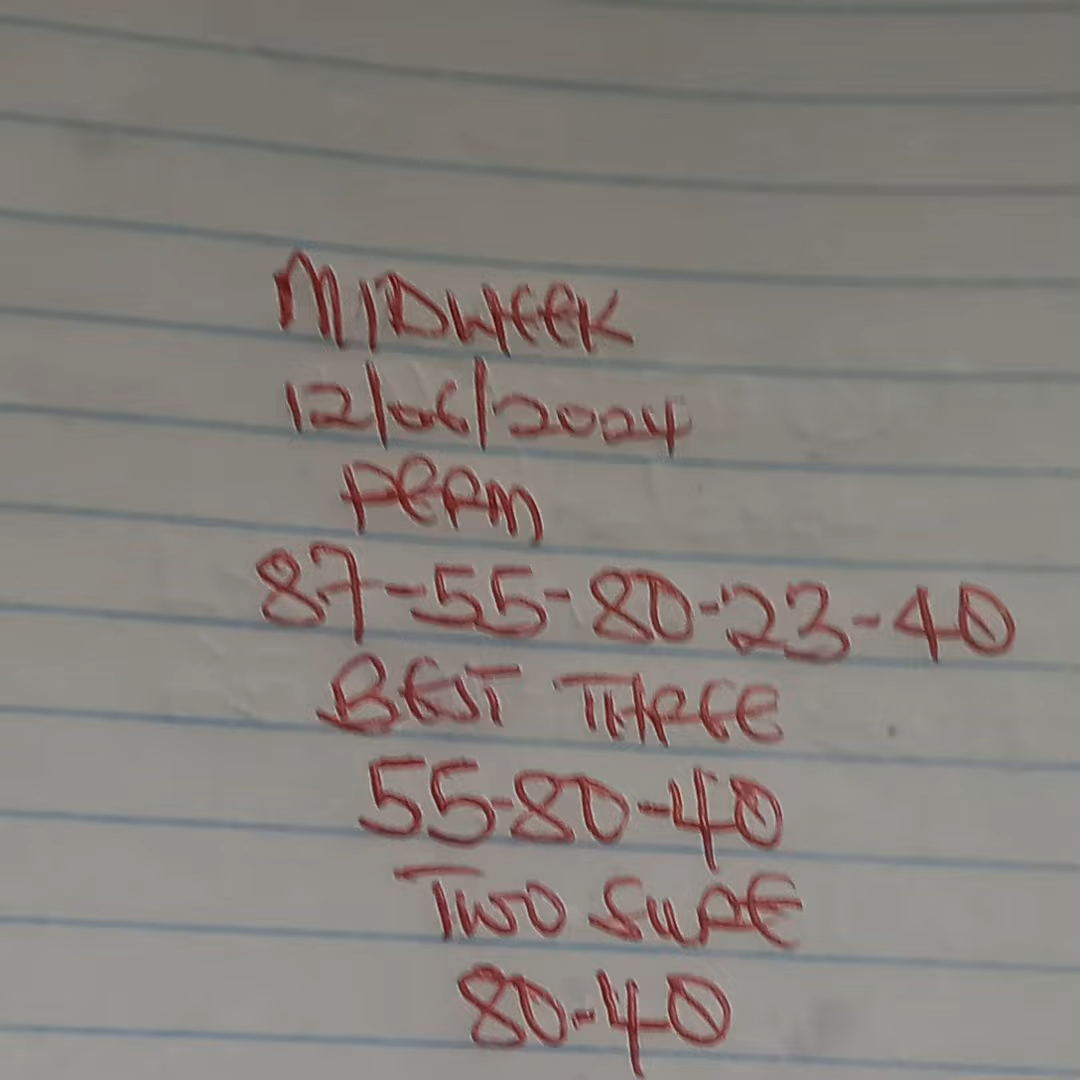 MIDWEEK
12/06/2024
PERM
87-55-80-23-40
BEST THREE
55-80-40
TWO SURE
80-40